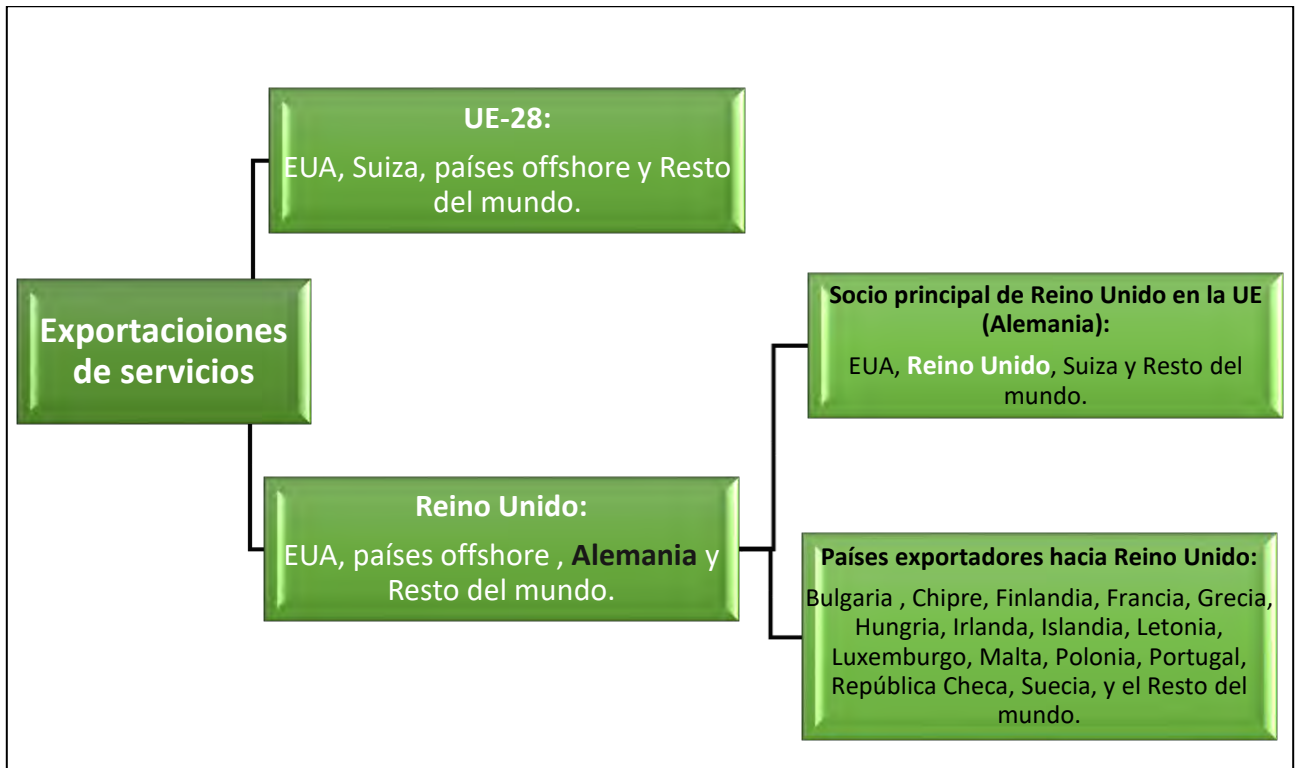 UE-28:
EUA, Suiza, países offshore y Resto
del mundo.
Exportacioiones
de servicios
Reino Unido:
EUA, países offshore , Alemania y
Resto del mundo.
Socio principal de Reino Unido en la UE
(Alemania):
EUA, Reino Unido, Suiza y Resto del
mundo.
Países exportadores hacia Reino Unido:
Bulgaria , Chipre, Finlandia, Francia, Grecia,
Hungria, Irlanda, Islandia, Letonia,
Luxemburgo, Malta, Polonia, Portugal,
República Checa, Suecia, y el Resto del
mundo.